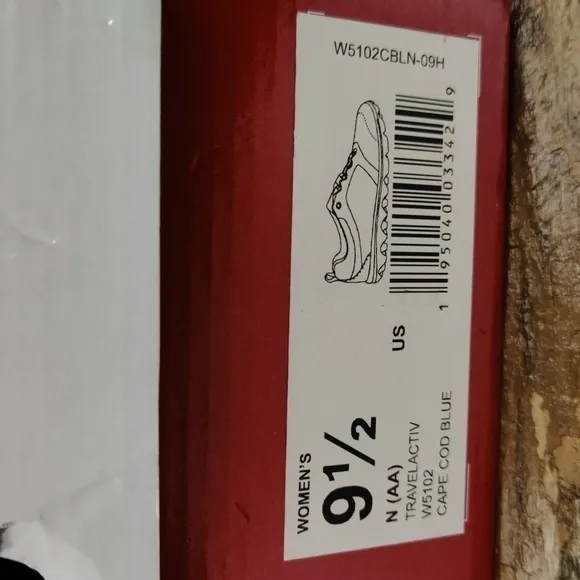 W5102CBLN-09H
1 95040 03342 9
US
WOMEN'S
9½
N (AA)
TRAVELACTIV
W5102
CAPE COD BLUE